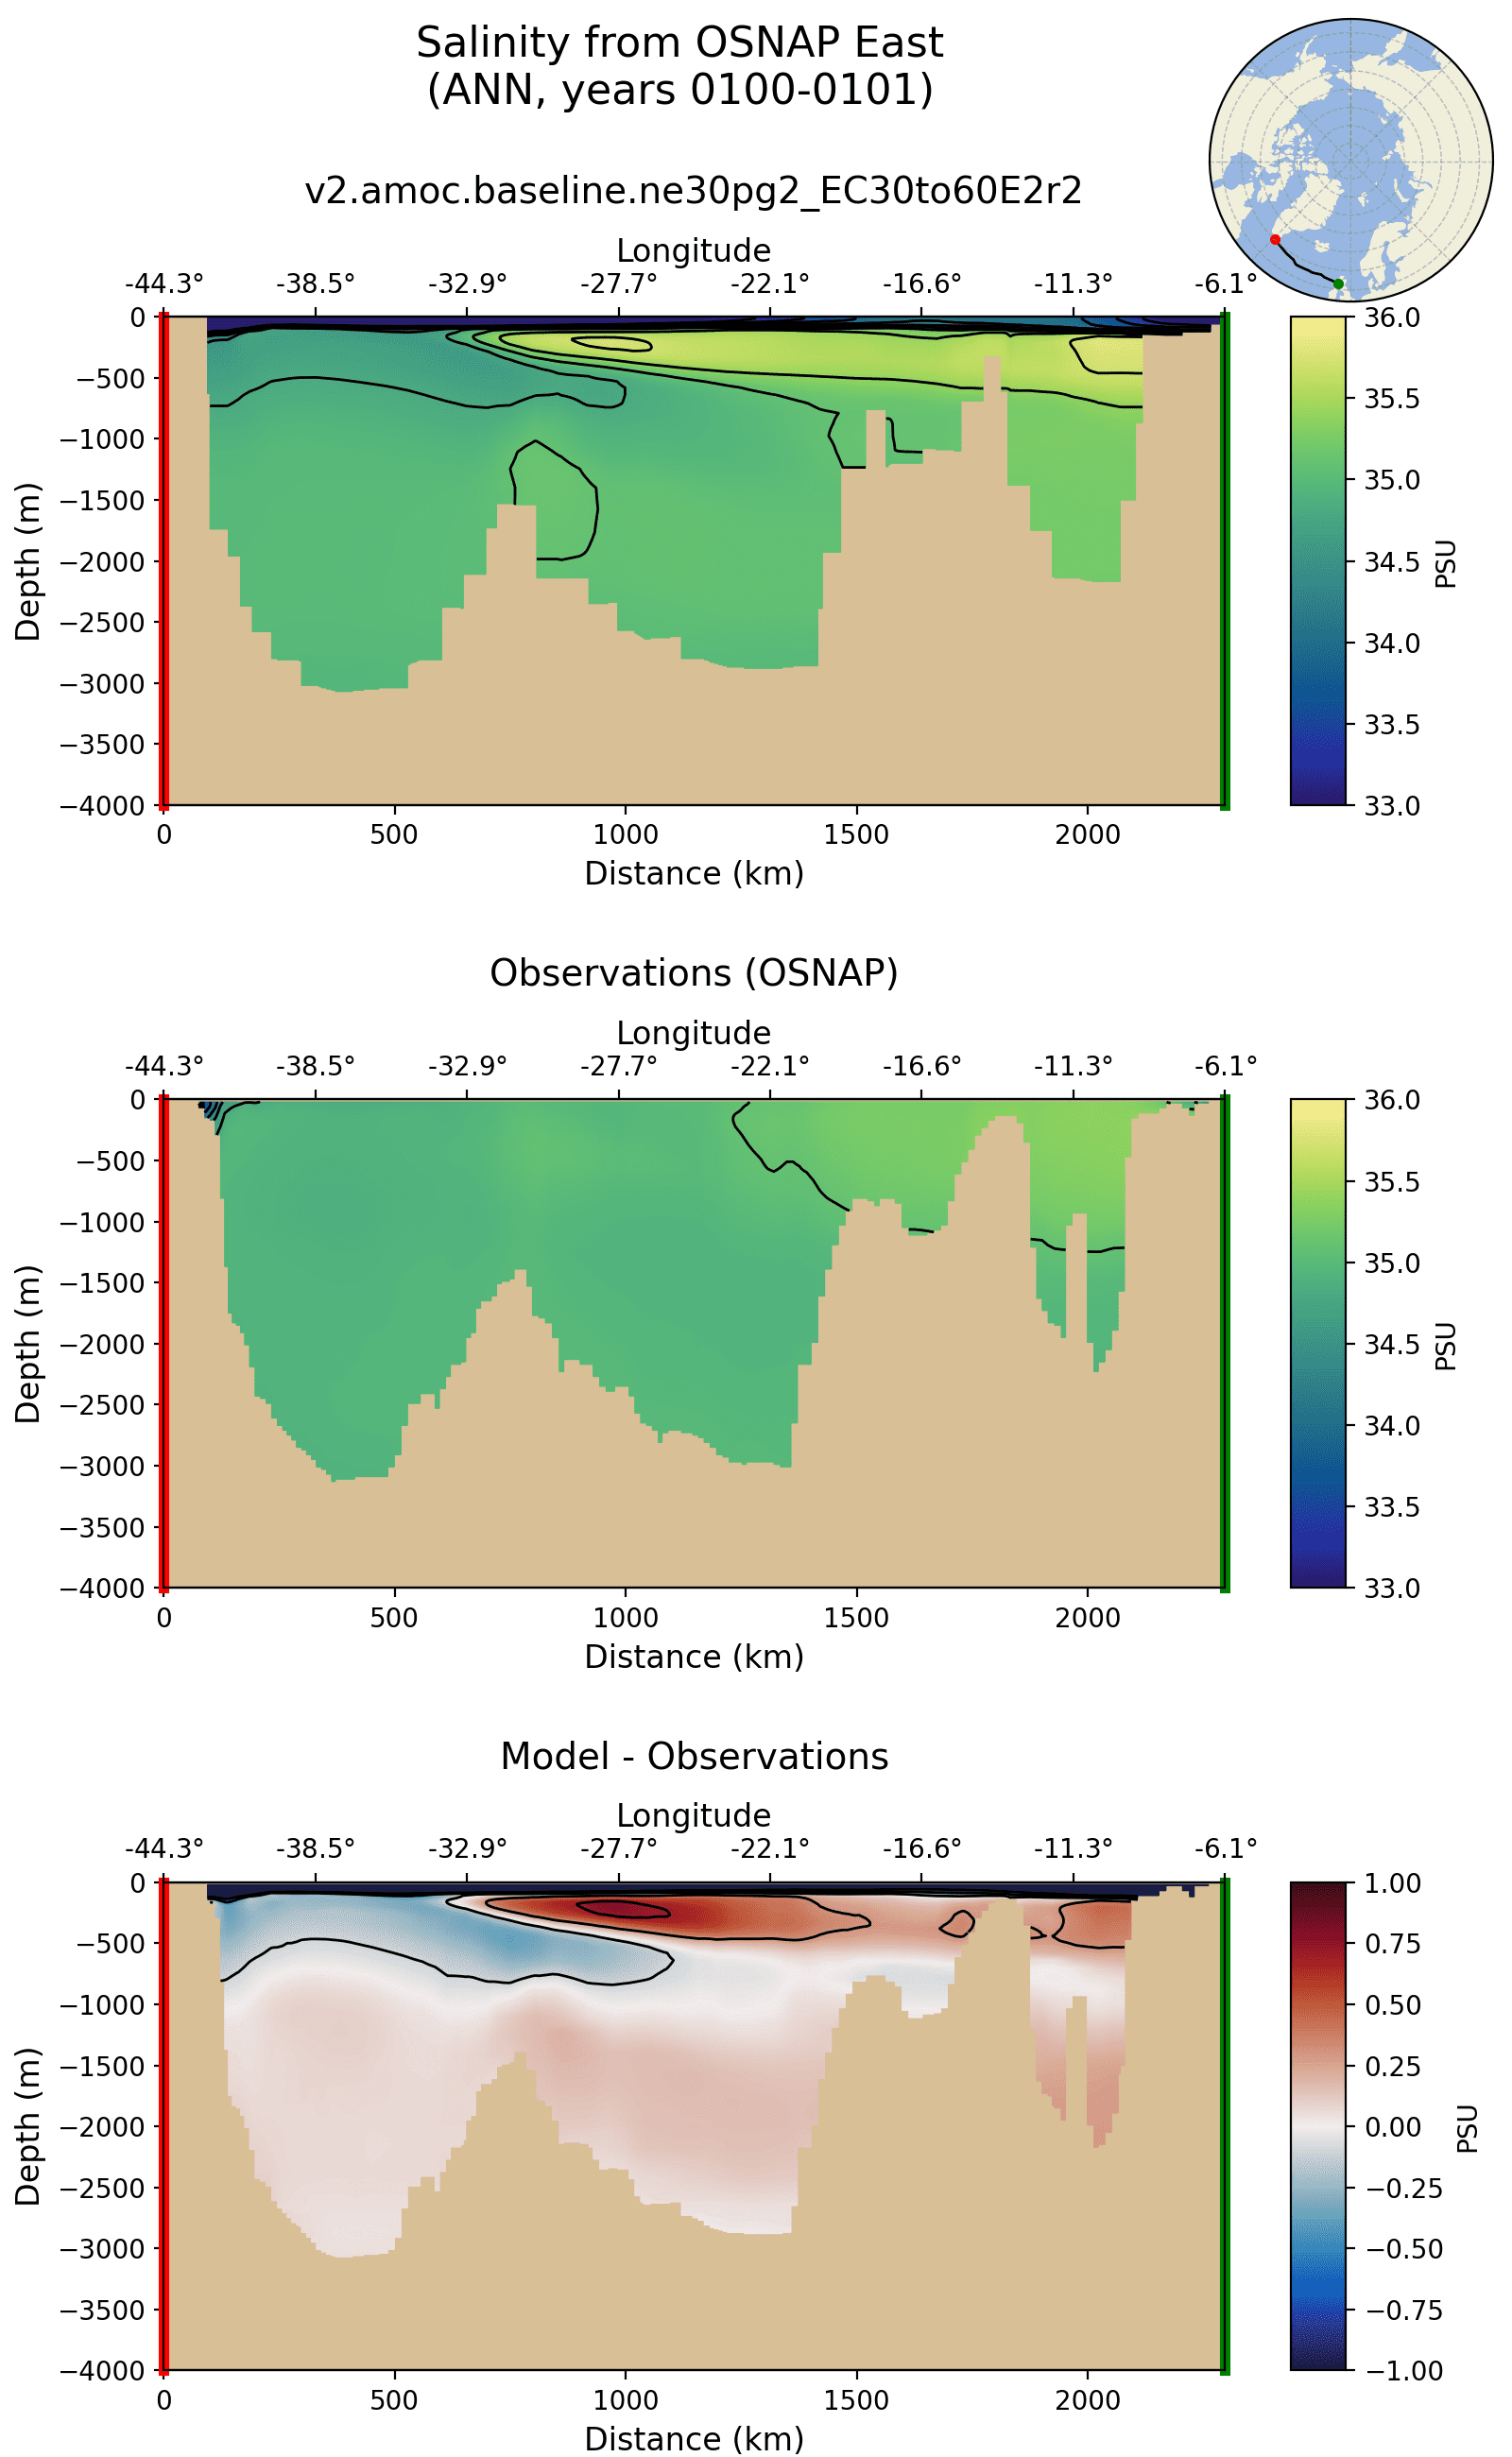 Salinity from OSNAP East
(ANN, years 0100-0101)
v2.amoc.baseline.ne30pg2_EC30to60E2r2
Longitude
-44.3° -38.5° -32.9° -27.7° -22.1° -16.6° -11.3° -6.1°
0
−500
−1000
−1500
−2000
−2500
−3000
−3500
−4000
Depth (m)
0 500 1000 1500 2000
Distance (km)
36.0
35.5
35.0
34.5
34.0
33.5
33.0
PSU
Observations (OSNAP)
Longitude
-44.3° -38.5° -32.9° -27.7° -22.1° -16.6° -11.3° -6.1°
0
−500
−1000
−1500
−2000
−2500
−3000
−3500
−4000
Depth (m)
0 500 1000 1500 2000
Distance (km)
36.0
35.5
35.0
34.5
34.0
33.5
33.0
PSU
Model - Observations
Longitude
-44.3° -38.5° -32.9° -27.7° -22.1° -16.6° -11.3° -6.1°
0
−500
−1000
−1500
−2000
−2500
−3000
−3500
−4000
Depth (m)
0 500 1000 1500 2000
Distance (km)
1.00
0.75
0.50
0.25
0.00
−0.25
−0.50
−0.75
−1.00
PSU